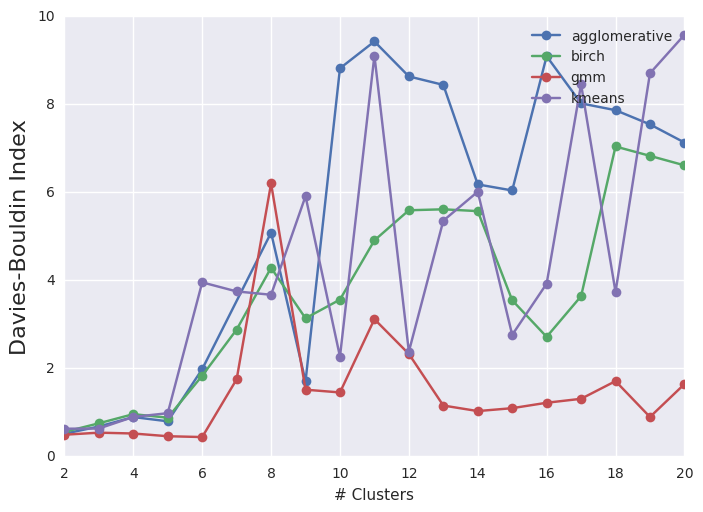 10
8
6
4
2
0
Davies-Bouldin Index
agglomerative
birch
gmm
kmeans
2 4 6 8 10 12 14 16 18 20
# Clusters